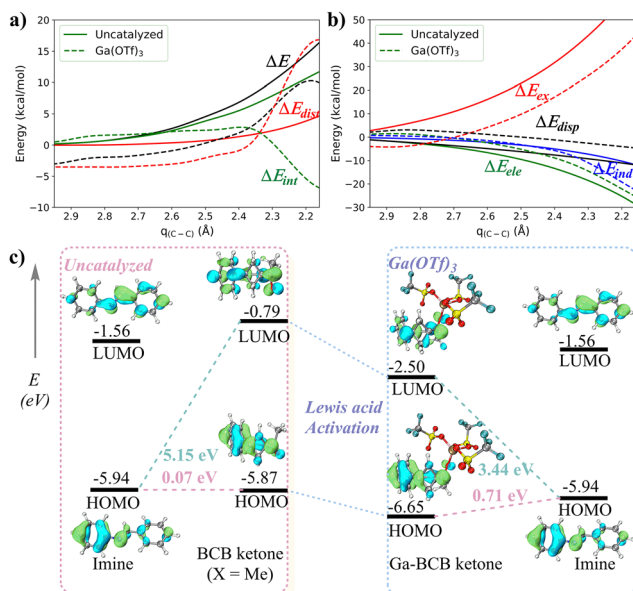 a)
Uncatalyzed
Ga(OTf)3
ΔE
ΔEdist
ΔEint
Energy (kcal/mol)
20
15
10
5
0
−5
−10
2.9 2.8 2.7 2.6 2.5 2.4 2.3 2.2
q(C−C) (Å)
b)
Uncatalyzed
Ga(OTf)3
ΔEex
ΔEdisp
ΔEind
ΔEele
Energy (kcal/mol)
50
40
30
20
10
0
−10
−20
−30
2.9 2.8 2.7 2.6 2.5 2.4 2.3 2.2
q(C−C) (Å)
c)
E
(eV)
Uncatalyzed
-1.56
LUMO
-0.79
LUMO
5.15 eV
0.07 eV
-5.94
HOMO
-5.87
HOMO
Imine
BCB ketone
(X = Me)
Lewis acid
Activation
Ga(OTf)3
-2.50
LUMO
-1.56
LUMO
3.44 eV
0.71 eV
-6.65
HOMO
-5.94
HOMO
Ga-BCB ketone
Imine